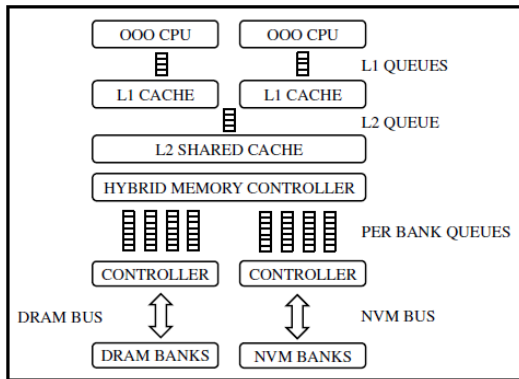 OOO CPU OOO CPU
L1 QUEUES
L1 CACHE L1 CACHE
L2 QUEUE
L2 SHARED CACHE
HYBRID MEMORY CONTROLLER
PER BANK QUEUES
CONTROLLER CONTROLLER
DRAM BUS NVM BUS
DRAM BANKS NVM BANKS